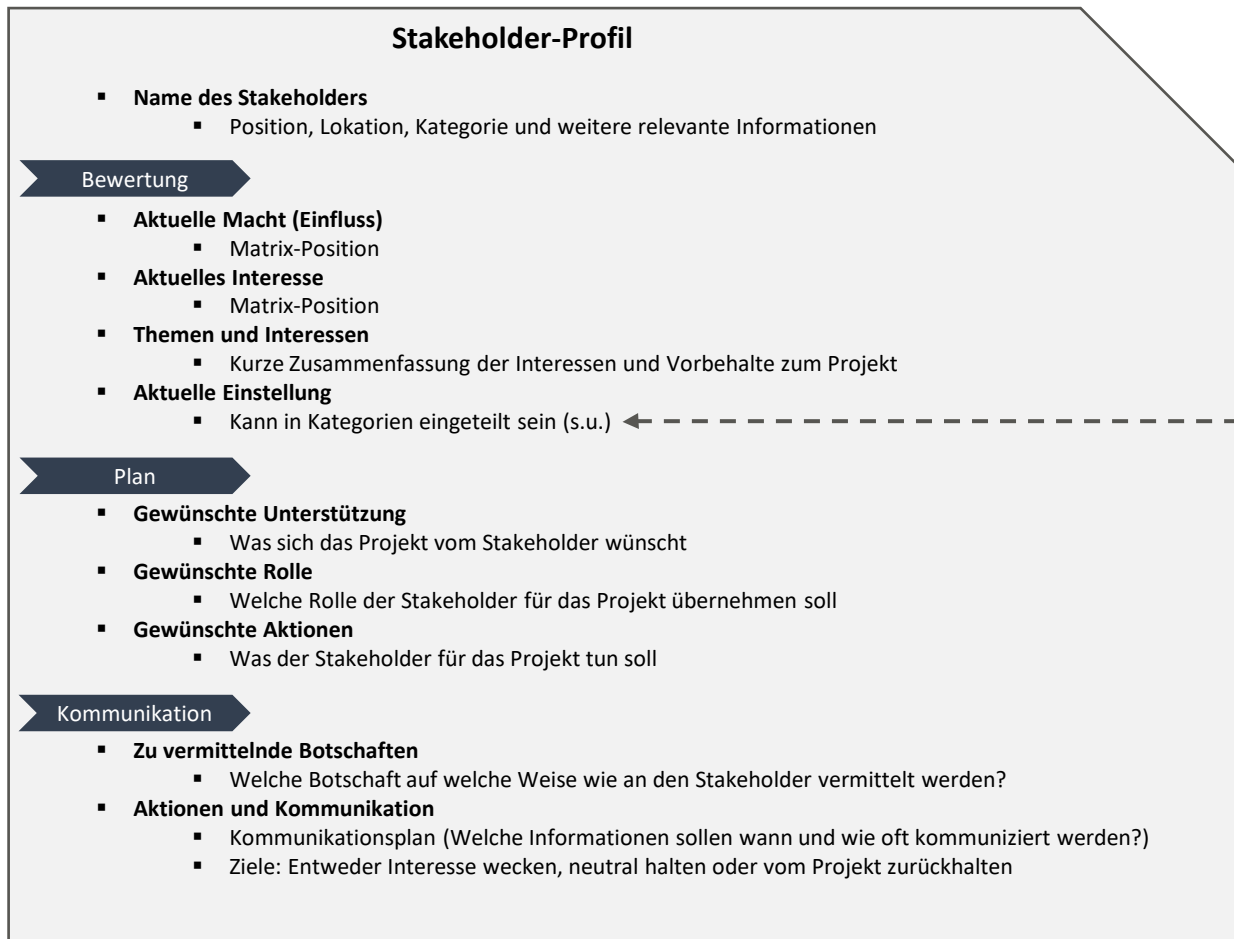 Stakeholder-Profil
▪ Name des Stakeholders
▪ Position, Lokation, Kategorie und weitere relevante Informationen
Bewertung
▪ Aktuelle Macht (Einfluss)
▪ Matrix-Position
▪ Aktuelles Interesse
▪ Matrix-Position
▪ Themen und Interessen
▪ Kurze Zusammenfassung der Interessen und Vorbehalte zum Projekt
▪ Aktuelle Einstellung
▪ Kann in Kategorien eingeteilt sein (s.u.)
Plan
▪ Gewünschte Unterstützung
▪ Was sich das Projekt vom Stakeholder wünscht
▪ Gewünschte Rolle
▪ Welche Rolle der Stakeholder für das Projekt übernehmen soll
▪ Gewünschte Aktionen
▪ Was der Stakeholder für das Projekt tun soll
Kommunikation
▪ Zu vermittelnde Botschaften
▪ Welche Botschaft auf welche Weise wie an den Stakeholder vermittelt werden?
▪ Aktionen und Kommunikation
▪ Kommunikationsplan (Welche Informationen sollen wann und wie oft kommuniziert werden?)
▪ Ziele: Entweder Interesse wecken, neutral halten oder vom Projekt zurückhalten